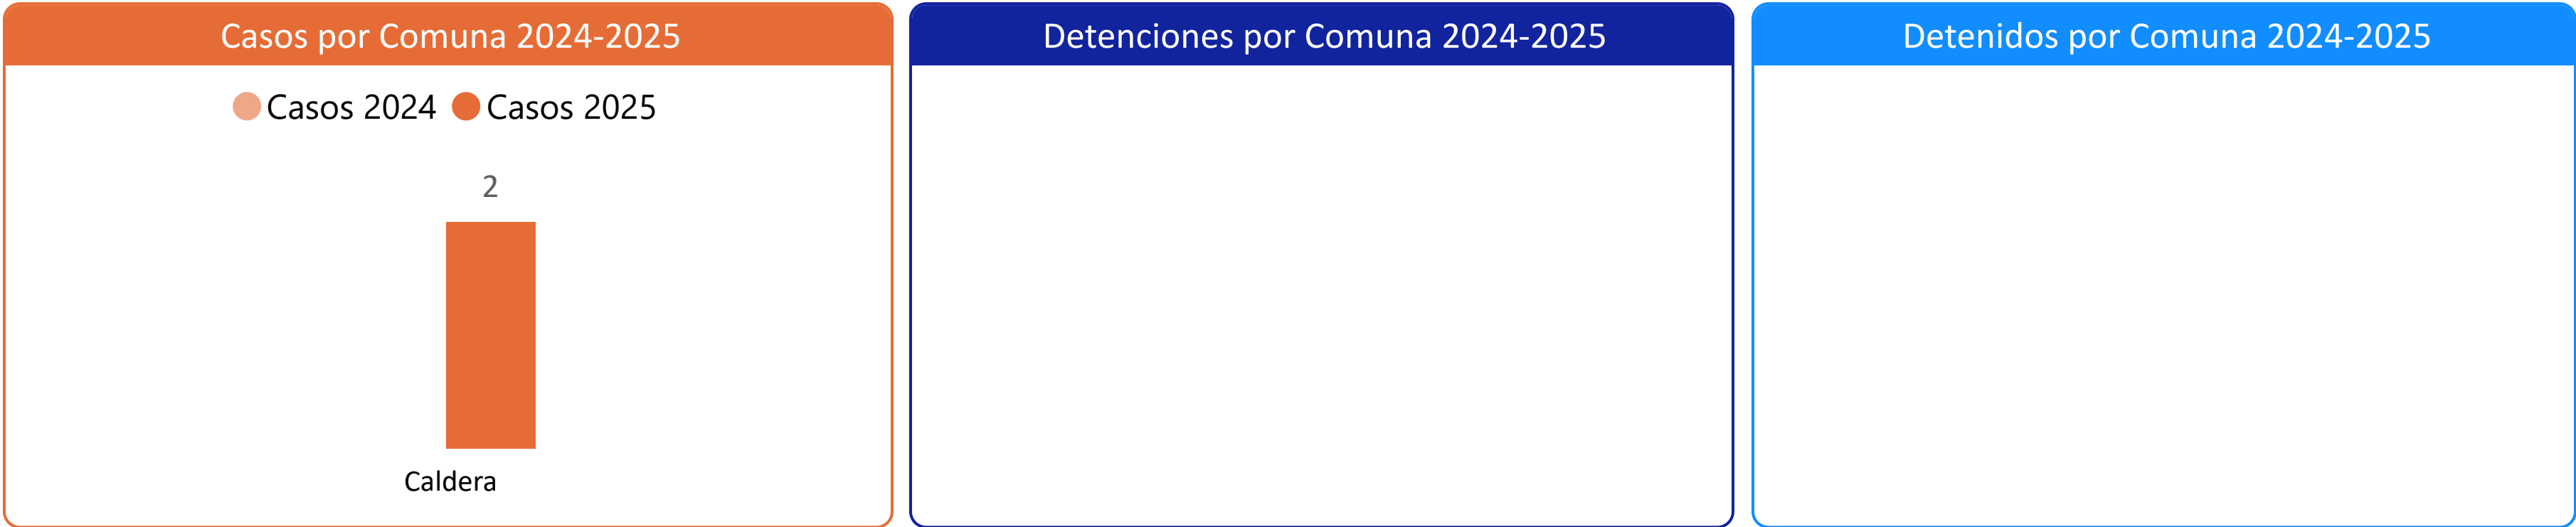 Casos por Comuna 2024-2025
Casos 2024 Casos 2025
2
Caldera
Detenciones por Comuna 2024-2025
Detenidos por Comuna 2024-2025